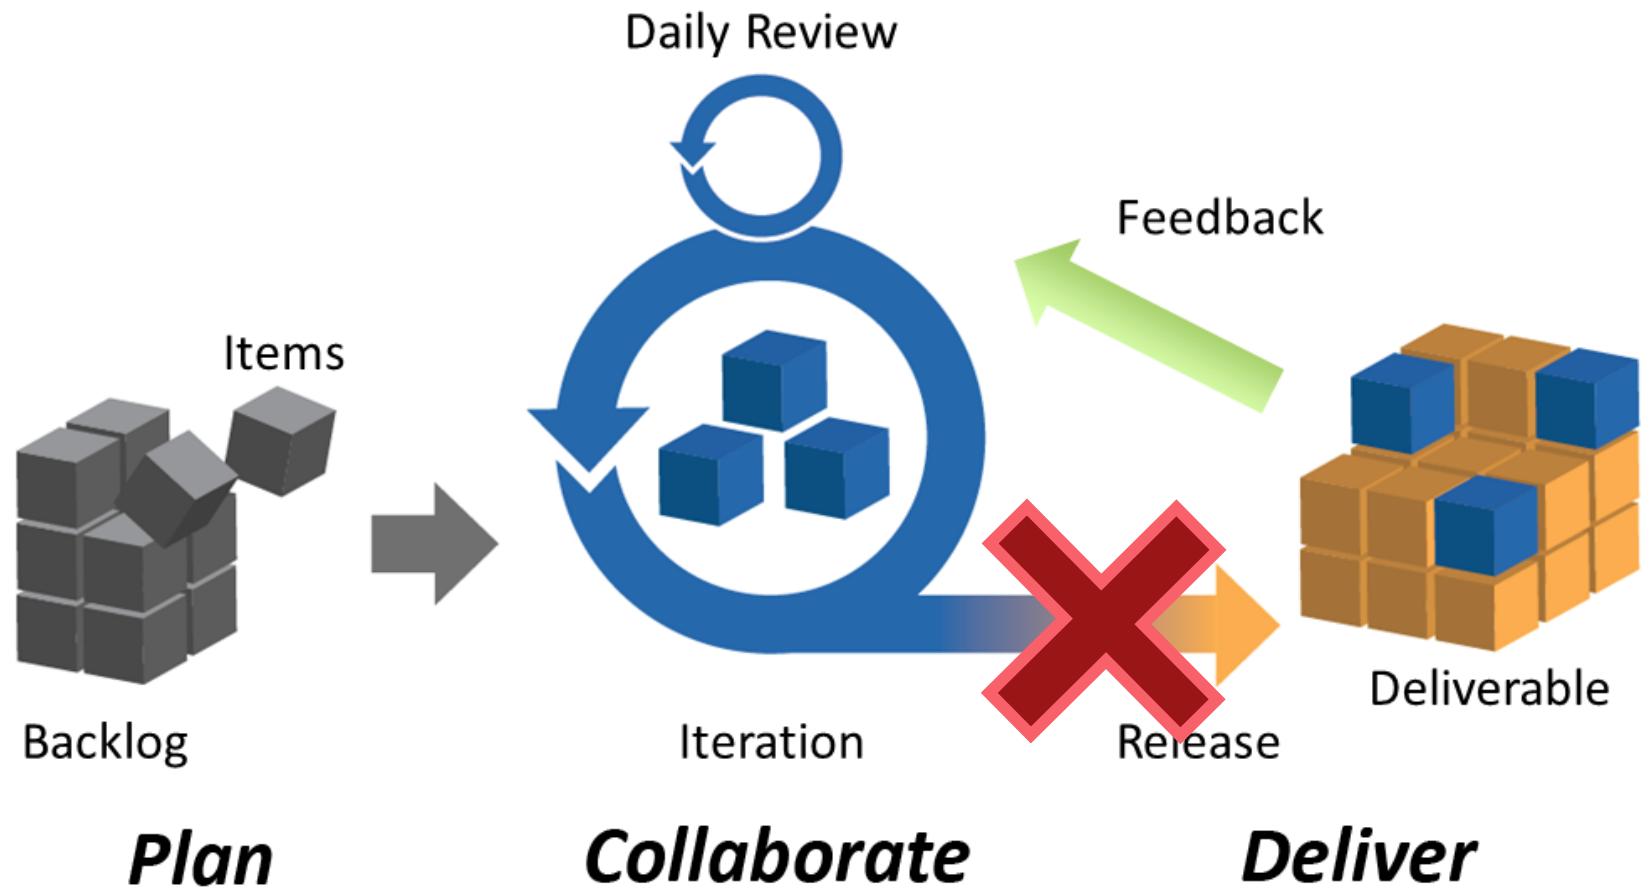 Daily Review
Feedback
Items
Deliverable
Backlog
Iteration
Release
Plan
Collaborate
Deliver